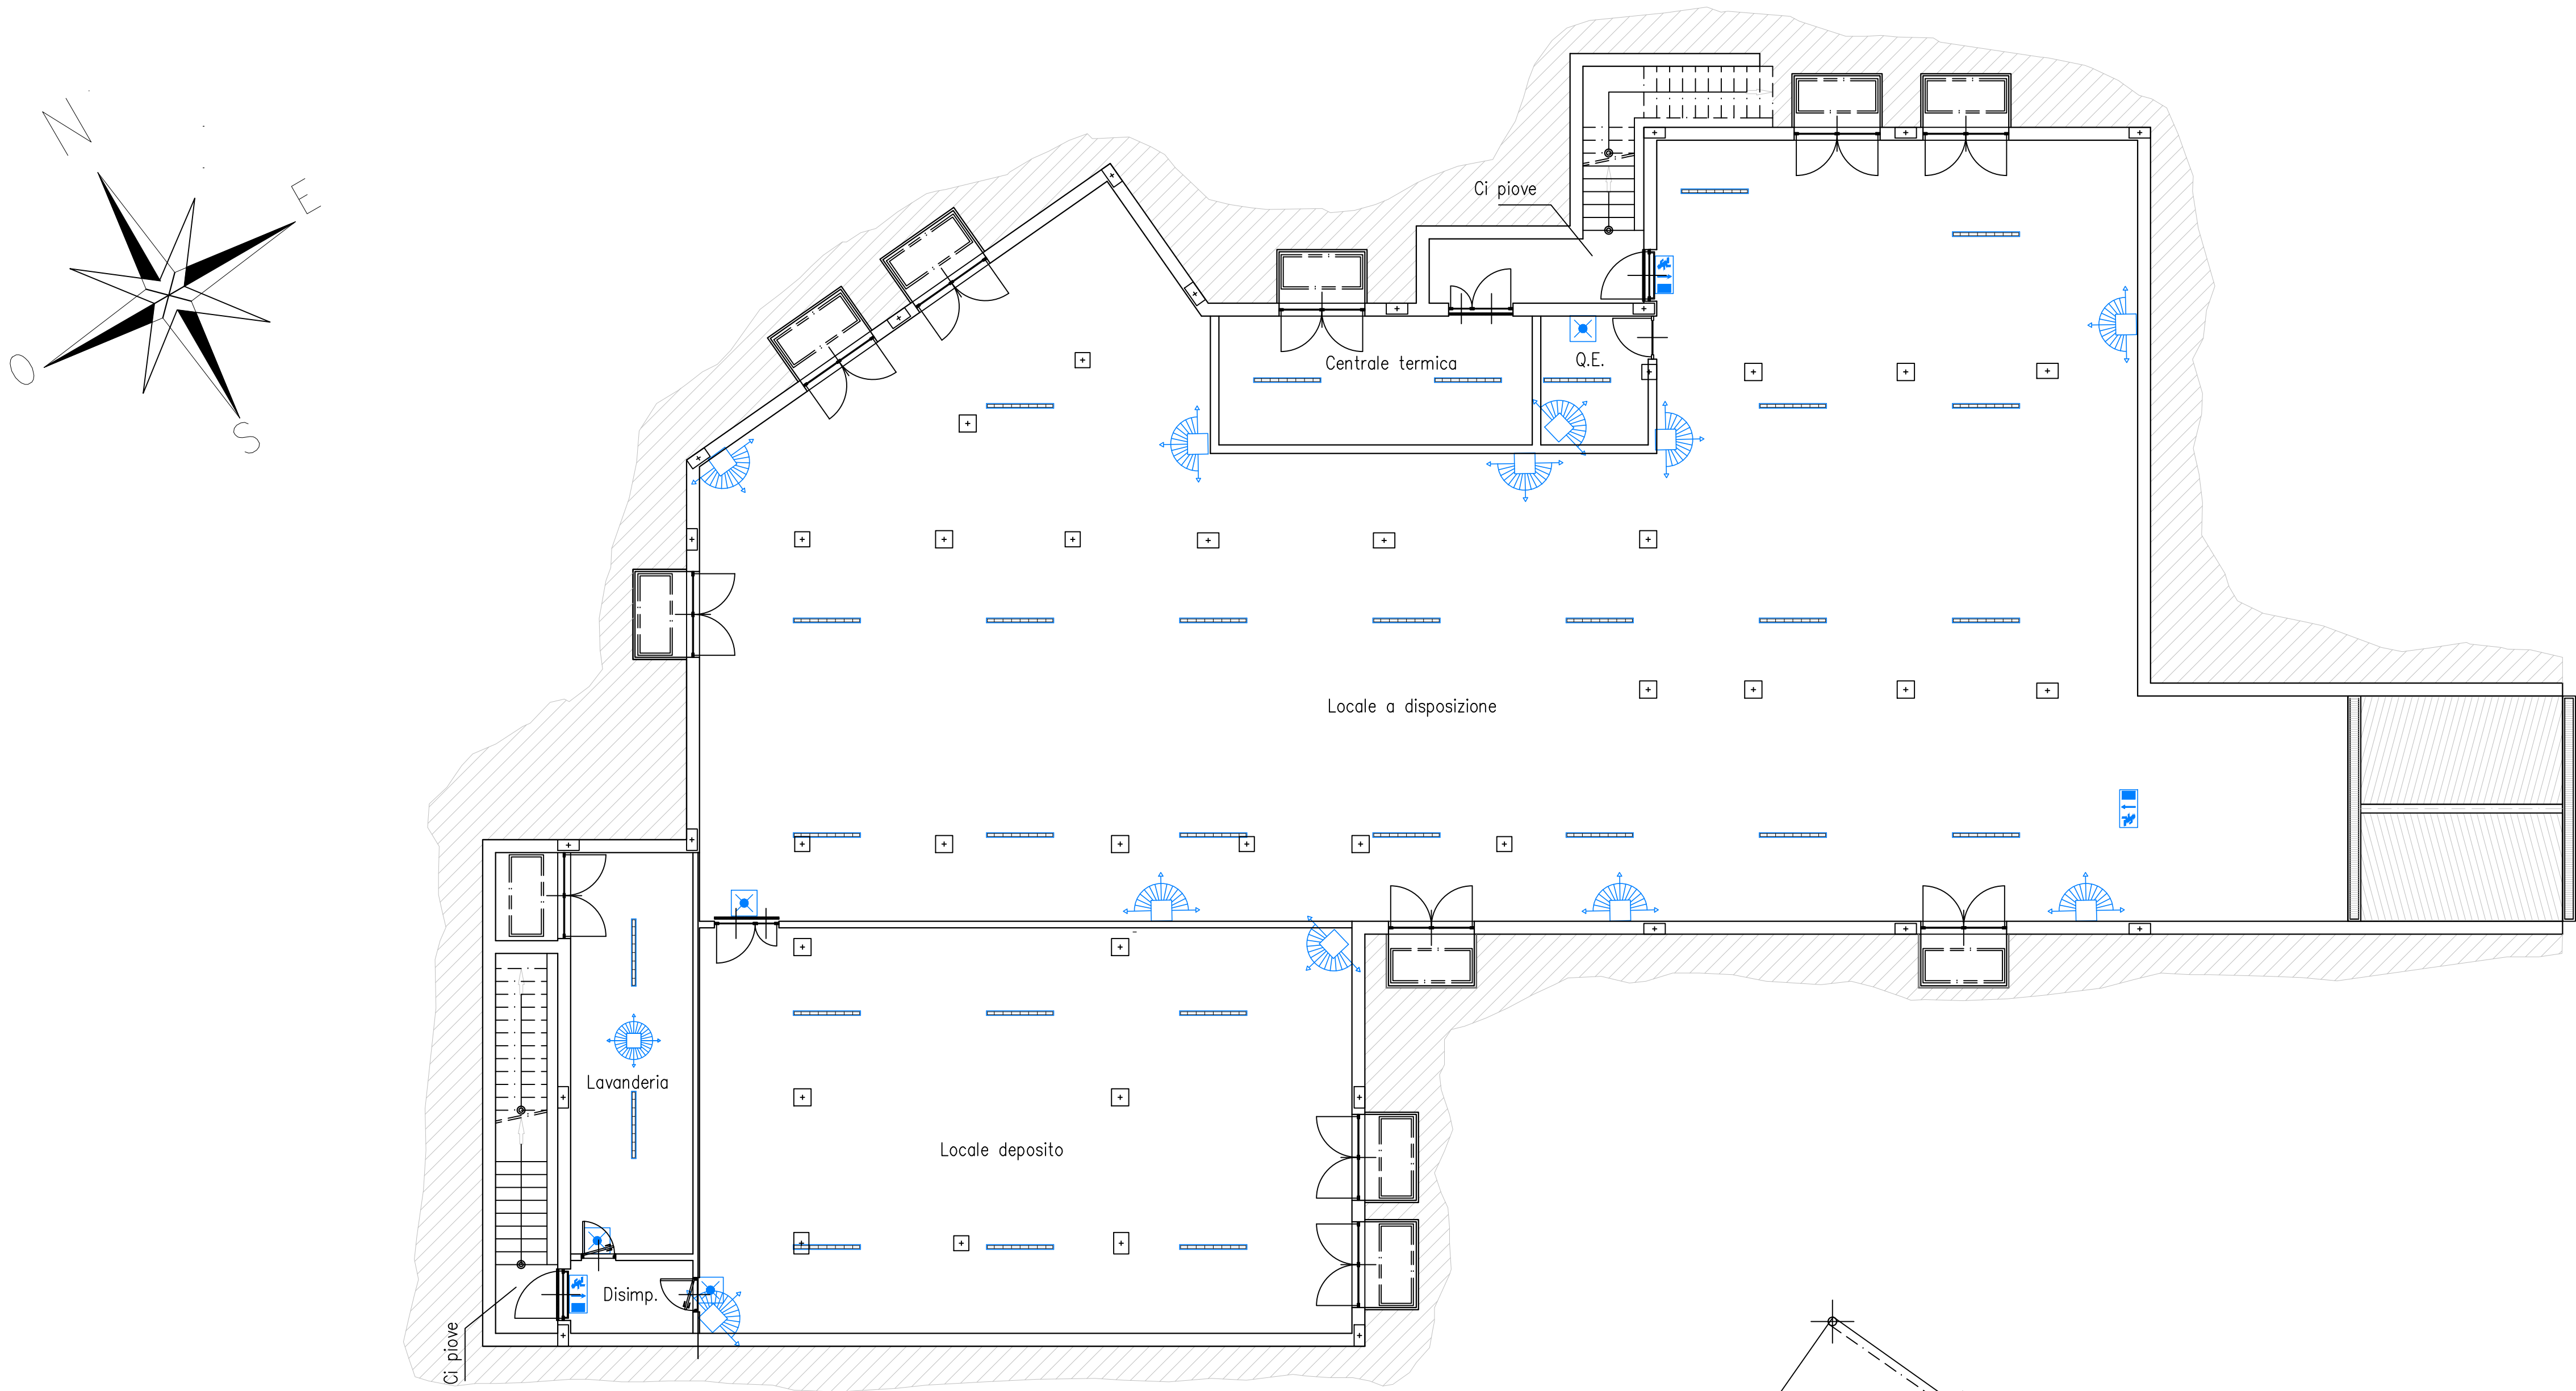 N
E
O
S
Ci piove
Centrale termica
Q.E.
Locale a disposizione
Lavanderia
Locale deposito
Disimp.
Ci piove